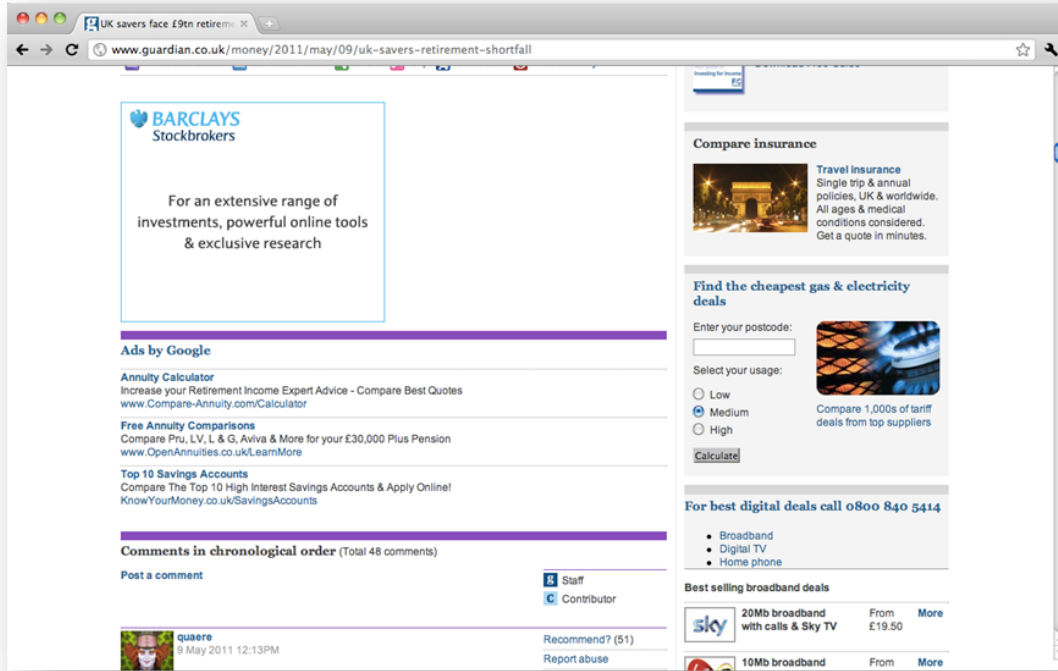 UK savers face £9tn retireme
www.guardian.co.uk/money/2011/may/09/uk-savers-retirement-shortfall
BARCLAYS
Stockbrokers
For an extensive range of
investments, powerful online tools
& exclusive research
Ads by Google
Annuity Calculator
Increase your Retirement Income Expert Advice - Compare Best Quotes
www.Compare-Annuity.com/Calculator
Free Annuity Comparisons
Compare Pru, LV, L & G, Aviva & More for your £30,000 Plus Pension
www.OpenAnnuities.co.uk/LearnMore
Top 10 Savings Accounts
Compare The Top 10 High Interest Savings Accounts & Apply Online!
KnowYourMoney.co.uk/SavingsAccounts
Comments in chronological order (Total 48 comments)
Post a comment
g Staff
C Contributor
quaere
9 May 2011 12:13PM
Recommend? (51)
Report abuse
Investing for Income
Compare insurance
Travel insurance
Single trip & annual
policies, UK & worldwide.
All ages & medical
conditions considered.
Get a quote in minutes.
Find the cheapest gas & electricity
deals
Enter your postcode:
Select your usage:
Low
Medium
High
Calculate
Compare 1,000s of tariff
deals from top suppliers
For best digital deals call 0800 840 5414
Broadband
Digital TV
Home phone
Best selling broadband deals
sky
20Mb broadband From More
with calls & Sky TV £19.50
10Mb broadband From More